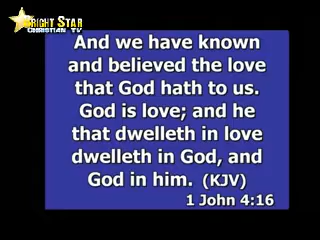 BRIGHT STAR
CHRISTIAN TV
And we have known
and believed the love
that God hath to us.
God is love; and he
that dwelleth in love
dwelleth in God, and
God in him. (KJV)
1 John 4:16